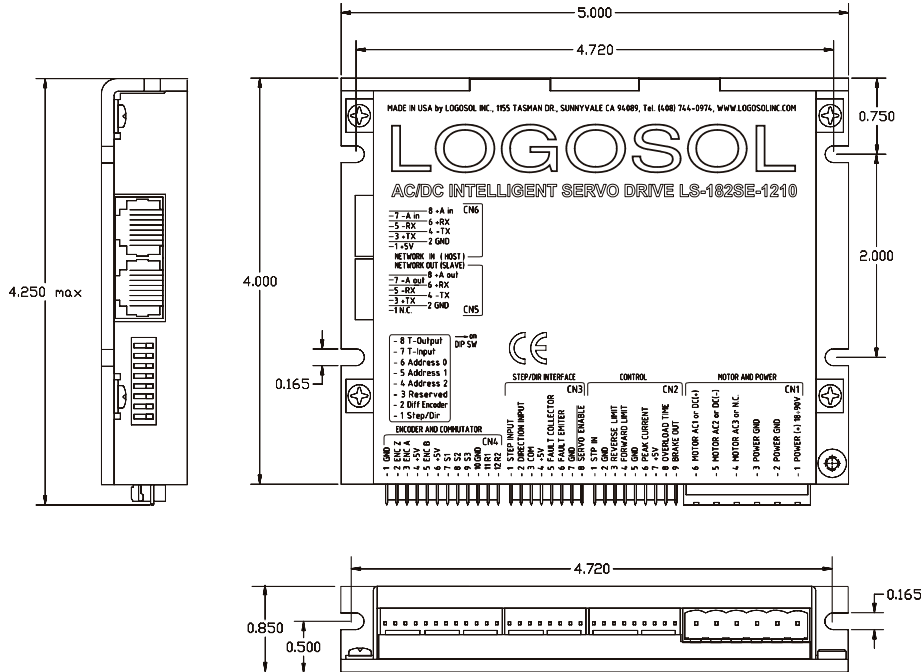 5.000
4.720
MADE IN USA by LOGOSOL INC., 1155 TASMAN DR., SUNNYVALE CA 94089, Tel. (408) 744-0974, WWW.LOGOSOLINC.COM
LOGOSOL
AC/DC INTELLIGENT SERVO DRIVE LS-182SE-1210
0.750
2.000
4.250 max
4.000
0.165
CN6
8 +A in
-7 -A in
6 +RX
-5 -RX
4 -TX
-3 +TX
2 GND
-1 +5V
NETWORK IN (HOST)
NETWORK OUT (SLAVE)
8 +A out
-7 -A out
6 +RX
-5 -RX
4 -TX
-3 +TX
2 GND
-1 N.C.
CN5
- 8 T-Output
- 7 T-Input
- 6 Address 0
- 5 Address 1
- 4 Address 2
- 3 Reserved
- 2 Diff Encoder
- 1 Step/Dir
on
DIP SW
CE
ENCODER AND COMMUTATOR
CN4
- 1 GND
- 2 ENC Z
- 3 ENC A
- 4 +5V
- 5 ENC B
- 6 +5V
- 7 S1
- 8 S2
- 9 S3
- 10 GND
- 11 R1
- 12 R2
STEP/DIR INTERFACE
CN3
- 1 STEP INPUT
- 2 DIRECTION INPUT
- 3 COM
- 4 +5V
- 5 FAULT COLLECTOR
- 6 FAULT EMITER
- 7 GND
- 8 SERVO ENABLE
CONTROL
CN2
- 1 STP IN
- 2 GND
- 3 REVERSE LIMIT
- 4 FORWARD LIMIT
- 5 GND
- 6 PEAK CURRENT
- 7 +5V
- 8 OVERLOAD TIME
- 9 BRAKE OUT
MOTOR AND POWER
CN1
- 6 MOTOR AC1 or DC(+)
- 5 MOTOR AC2 or DC(-)
- 4 MOTOR AC3 or N.C.
- 3 POWER GND
- 2 POWER GND
- 1 POWER (+) 18-90V
4.720
0.850
0.500
0.165